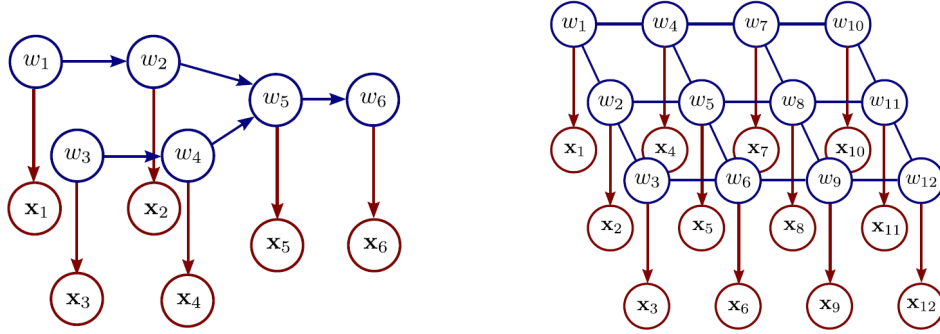 w₁ w₂
w₅ w₆
w₃ w₄
x₁ x₂
x₅ x₆
x₃ x₄
w₁ w₄ w₇ w₁₀
w₂ w₅ w₈ w₁₁
x₁ x₄ x₇ x₁₀
w₃ w₆ w₉ w₁₂
x₂ x₅ x₈ x₁₁
x₃ x₆ x₉ x₁₂